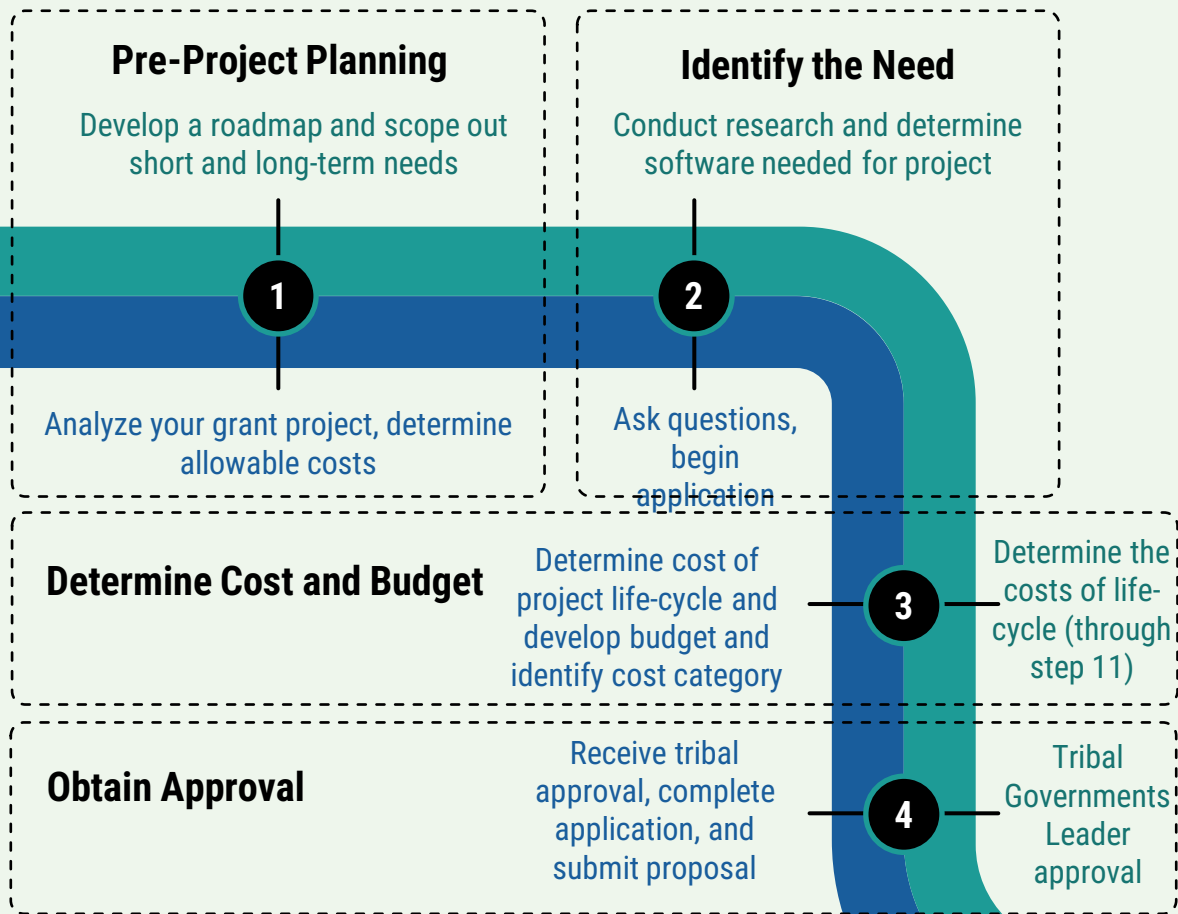 Pre-Project Planning
Develop a roadmap and scope out
short and long-term needs
1
Analyze your grant project, determine
allowable costs
Identify the Need
Conduct research and determine
software needed for project
2
Ask questions,
begin
application
Determine Cost and Budget
Determine cost of
project life-cycle and
develop budget and
identify cost category
3
Determine the
costs of life-
cycle (through
step 11)
Obtain Approval
Receive tribal
approval, complete
application, and
submit proposal
4
Tribal
Governments
Leader
approval